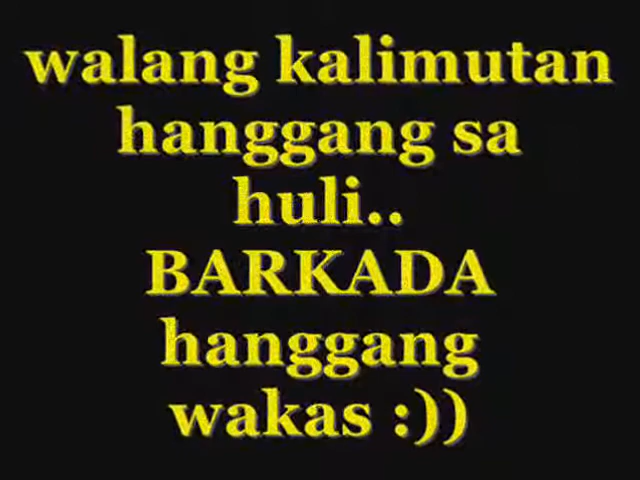 walang kalimutan
hanggang sa
huli..
BARKADA
hanggang
wakas :))